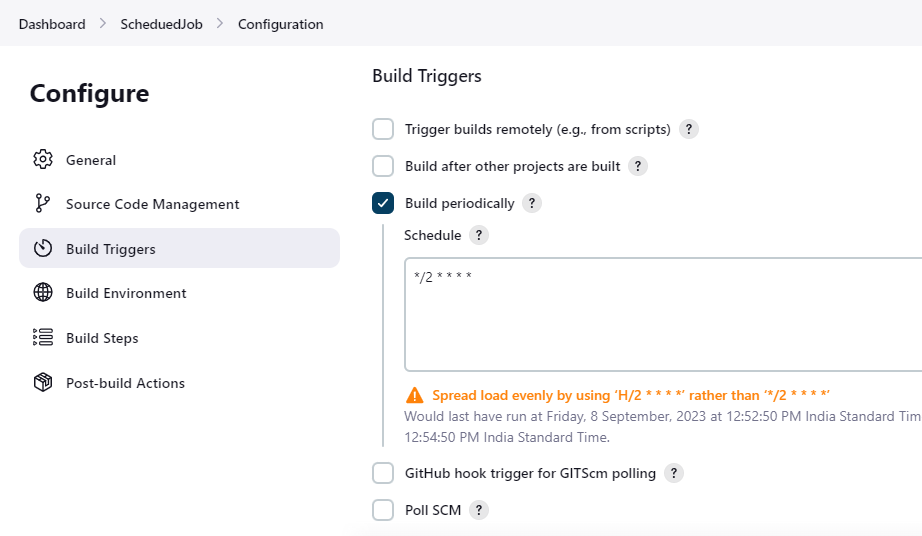 Dashboard > ScheduedJob > Configuration
Configure
General
Source Code Management
Build Triggers
Build Environment
Build Steps
Post-build Actions
Build Triggers
Trigger builds remotely (e.g., from scripts) ?
Build after other projects are built ?
Build periodically ?
Schedule ?
*/2 * * * *
Spread load evenly by using ‘H/2 * * * *’ rather than ‘*/2 * * * *’
Would last have run at Friday, 8 September, 2023 at 12:52:50 PM India Standard
12:54:50 PM India Standard Time.
GitHub hook trigger for GITScm polling ?
Poll SCM ?